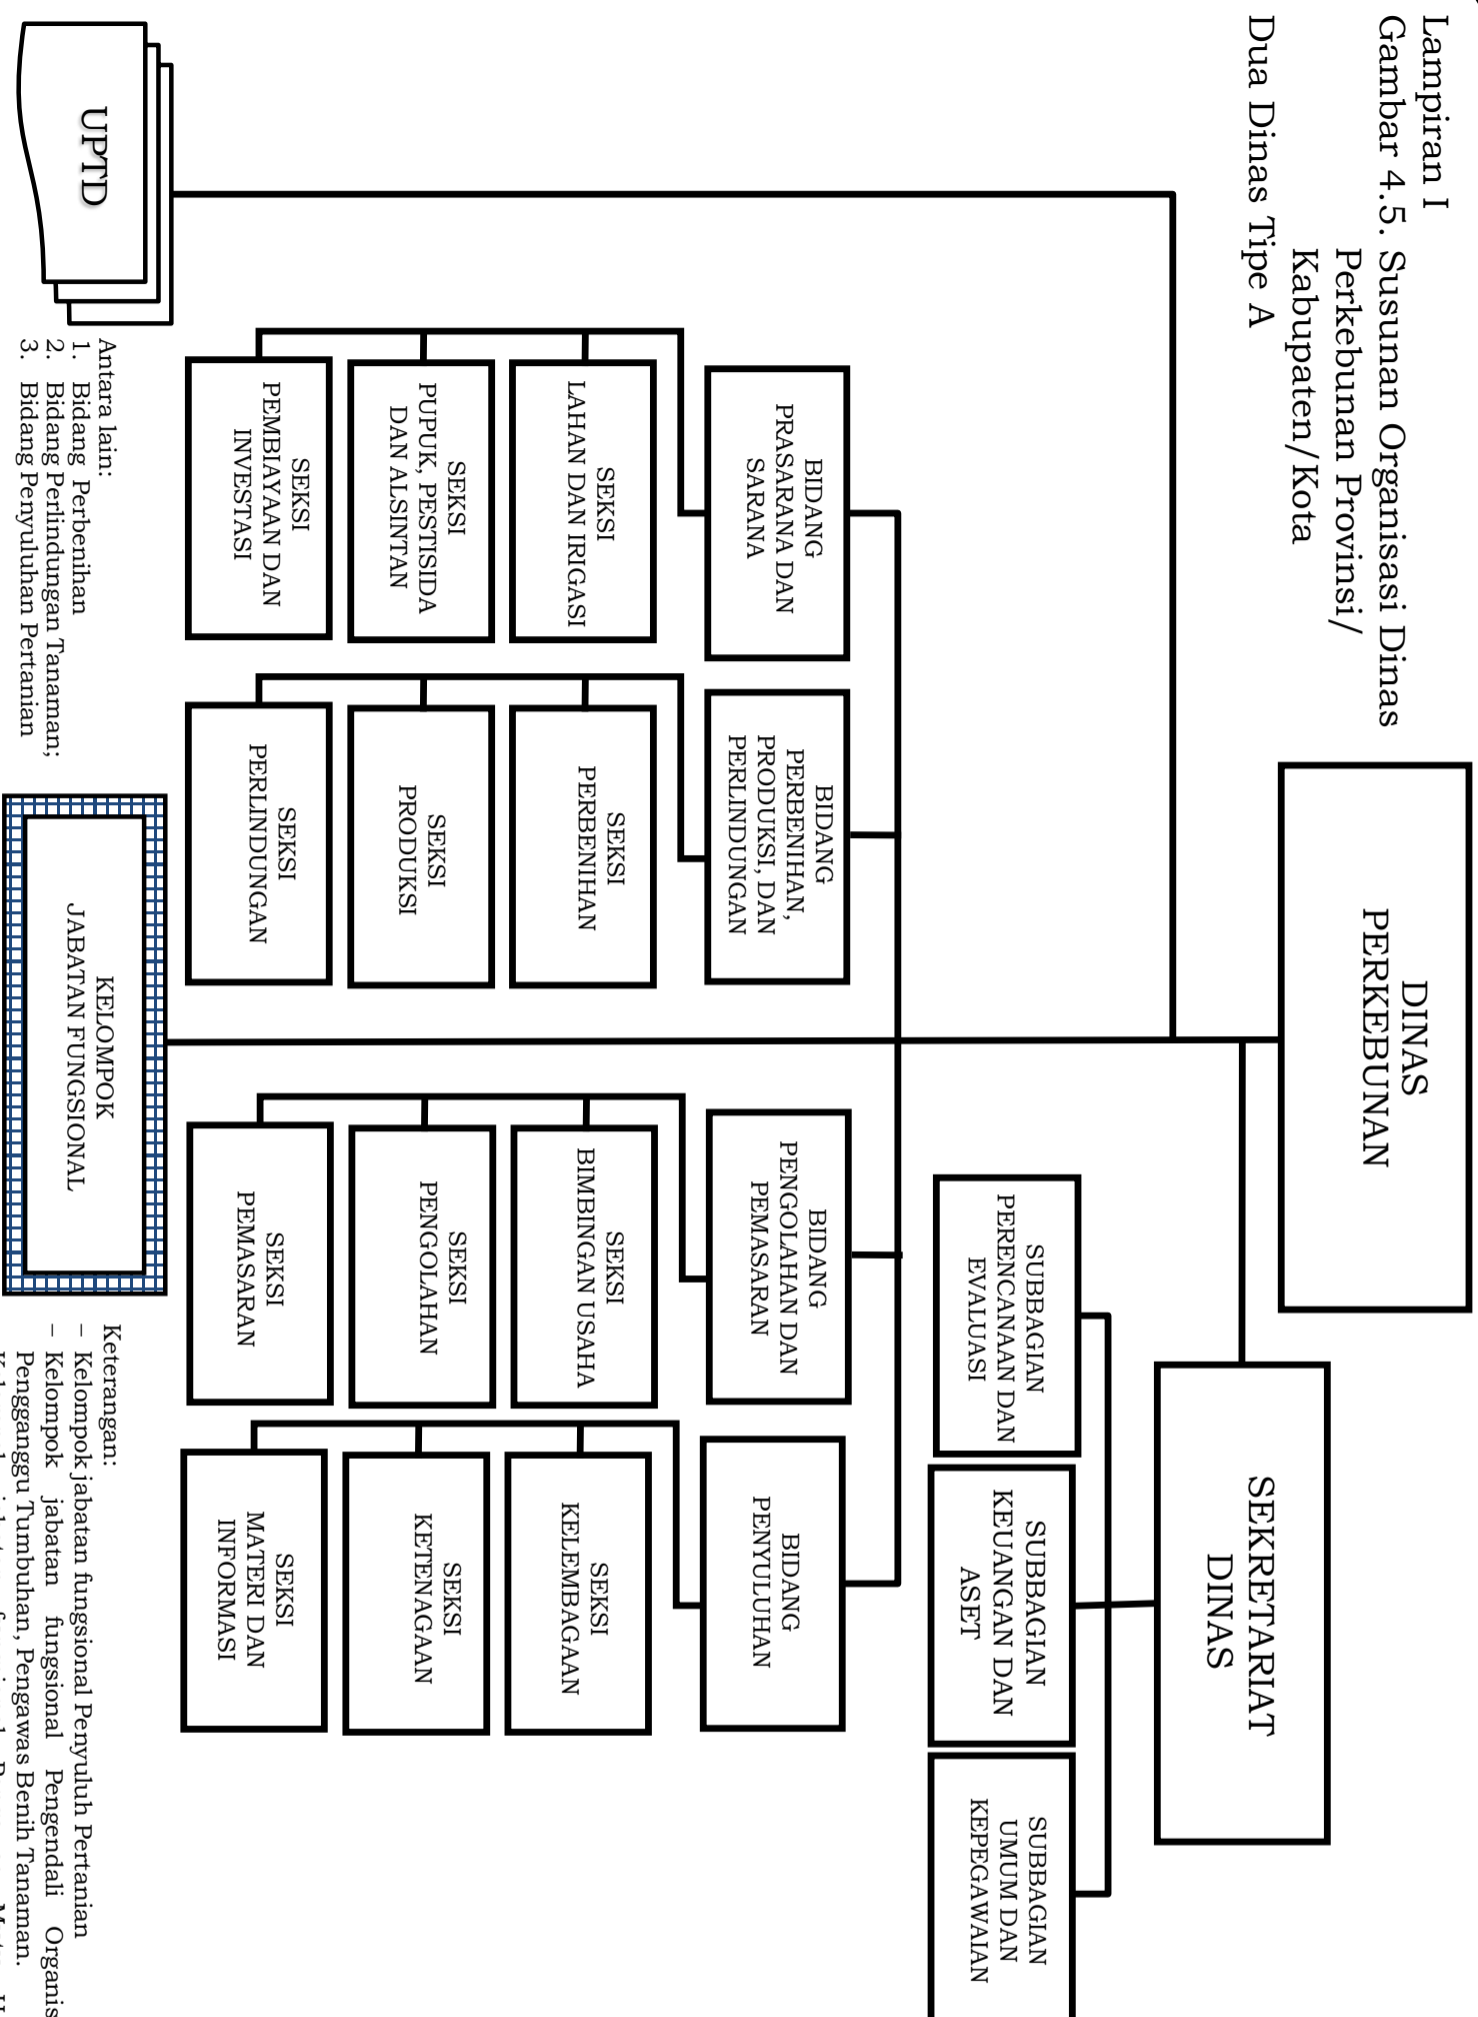 Lampiran I
Gambar 4.5. Susunan Organisasi Dinas
Perkebunan Provinsi/
Kabupaten/Kota
Dua Dinas Tipe A
DINAS
PERKEBUNAN
SEKRETARIAT
DINAS
SUBBAGIAN
PERENCANAAN DAN
EVALUASI
SUBBAGIAN
KEUANGAN DAN
ASET
SUBBAGIAN
UMUM DAN
KEPEGAWAIAN
BIDANG
PRASARANA DAN
SARANA
SEKSI
LAHAN DAN IRIGASI
SEKSI
PUPUK, PESTISIDA
DAN ALSINTAN
SEKSI
PEMBIAYAAN DAN
INVESTASI
BIDANG
PERBENIHAN,
PRODUKSI, DAN
PERLINDUNGAN
SEKSI
PERBENIHAN
SEKSI
PRODUKSI
SEKSI
PERLINDUNGAN
BIDANG
PENGOLAHAN DAN
PEMASARAN
SEKSI
BIMBINGAN USAHA
SEKSI
PENGOLAHAN
SEKSI
PEMASARAN
BIDANG
PENYULUHAN
SEKSI
KELEMBAGAAN
SEKSI
KETENAGAAN
SEKSI
MATERI DAN
INFORMASI
UPTD
Antara lain:
1. Bidang Perbenihan
2. Bidang Perlindungan Tanaman;
3. Bidang Penyuluhan Pertanian
KELOMPOK
JABATAN FUNGSIONAL
Keterangan:
– Kelompok jabatan fungsional Penyuluh Pertanian
– Kelompok jabatan fungsional Pengendali Organis
Pengganggu Tumbuhan, Pengawas Benih Tanaman.